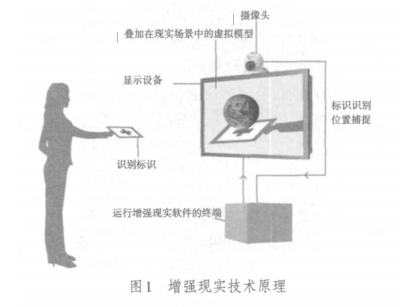 摄像头
叠加在现实场景中的虚拟模型
显示设备
标识识别
位置捕捉
识别标识
运行增强现实软件的终端
图1 增强现实技术原理